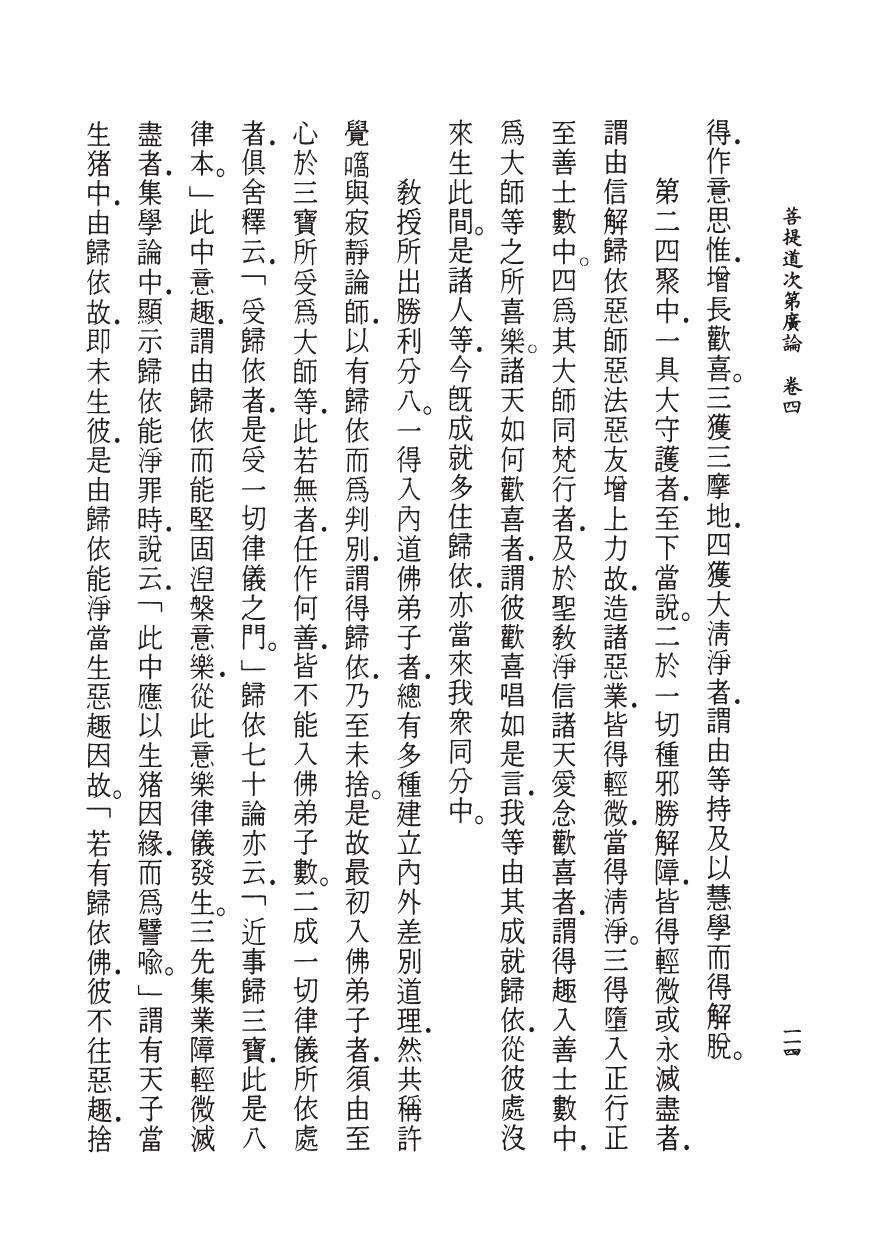 菩提道次第廣論　卷四
一一四
得．作意思惟．增長歡喜。三獲三摩地．四獲大清淨者．謂由等持及以慧學而得解脫。
第二四聚中．一具大守護者．至下當說。二於一切種邪勝解障．皆得輕微或永滅盡者．
謂由信解歸依惡師惡法惡友增上力故．造諸惡業．皆得輕微．當得清淨。三得墮入正行正
至善士數中。四爲其大師同梵行者．及於聖教淨信諸天愛念歡喜者．謂得趣入善士數中．
爲大師等之所喜樂。諸天如何歡喜者．謂彼歡喜唱如是言．我等由其成就歸依．從彼處沒
來生此間。是諸人等．今旣成就多住歸依．亦當來我衆同分中。
教授所出勝利分八。一得入內道佛弟子者．總有多種建立內外差別道理．然共稱許
覺㗣與寂靜論師．以有歸依而爲判別．謂得歸依．乃至未捨。是故最初入佛弟子者．須由至
心於三寶所受爲大師等．此若無者．任作何善．皆不能入佛弟子數。二成一切律儀所依處
者．俱舍釋云．「受歸依者．是受一切律儀之門。」歸依七十論亦云．「近事歸三寶．此是八
律本。」此中意趣．謂由歸依而能堅固涅槃意樂．從此意樂律儀發生。三先集業障輕微滅
盡者．集學論中．顯示歸依能淨罪時．說云．「此中應以生猪因緣．而爲譬喩。」謂有天子當
生猪中．由歸依故．即未生彼．是由歸依能淨當生惡趣因故。「若有歸依佛．彼不往惡趣．捨